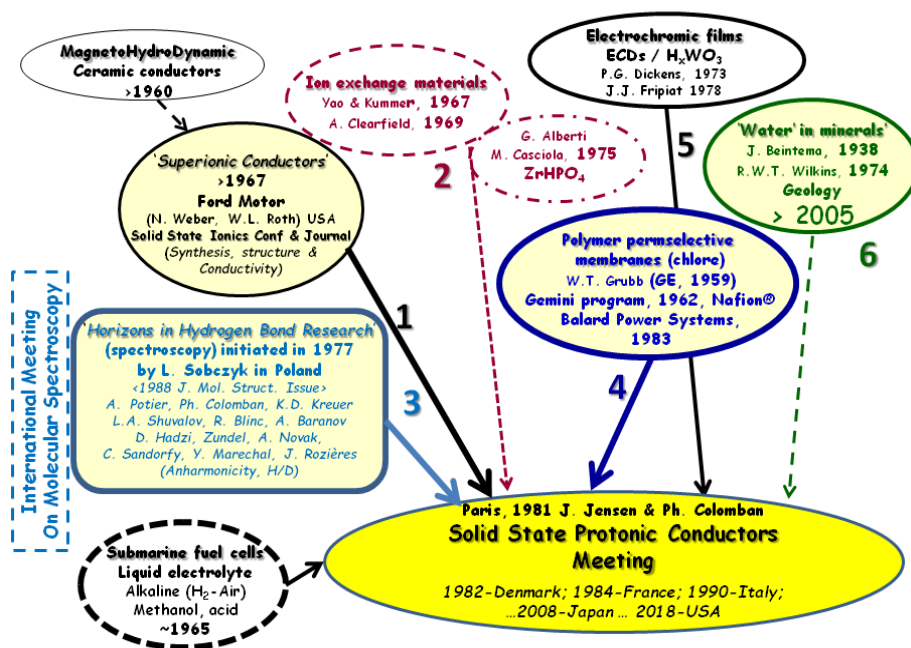 MagnetoHydroDynamic
Ceramic conductors
>1960
Ion exchange materials
Yao & Kummer, 1967
A. Clearfield, 1969
Electrochromic films
ECDs / HxWO3
P.G. Dickens, 1973
J.J. Fripiat 1978
G. Alberti
M. Casciola, 1975
ZrHPO4
'Water' in minerals'
J. Beintema, 1938
R.W.T. Wilkins, 1974
Geology
> 2005
'Superionic Conductors'
>1967
Ford Motor
(N. Weber, W.L. Roth) USA
Solid State Ionics Conf & Journal
(Synthesis, structure &
Conductivity)
Polymer permselective
membranes (chlore)
W.T. Grubb (GE, 1959)
Gemini program, 1962, Nafion®
Balard Power Systems,
1983
1
2
3
4
5
6
International Meeting
On Molecular Spectroscopy
'Horizons in Hydrogen Bond Research'
(spectroscopy) initiated in 1977
by L. Sobczyk in Poland
<1988 J. Mol. Struct. Issue>
A. Potier, Ph. Colomban, K.D. Kreuer
L.A. Shuvalov, R. Blinc, A. Baranov
D. Hadzi, Zundel, A. Novak,
C. Sandorfy, Y. Marechal, J. Rozières
(Anharmonicity, H/D)
Submarine fuel cells
Liquid electrolyte
Alkaline (H2-Air)
Methanol, acid
~1965
Paris, 1981 J. Jensen & Ph. Colomban
Solid State Protonic Conductors
Meeting
1982-Denmark; 1984-France; 1990-Italy;
...2008-Japan ... 2018-USA